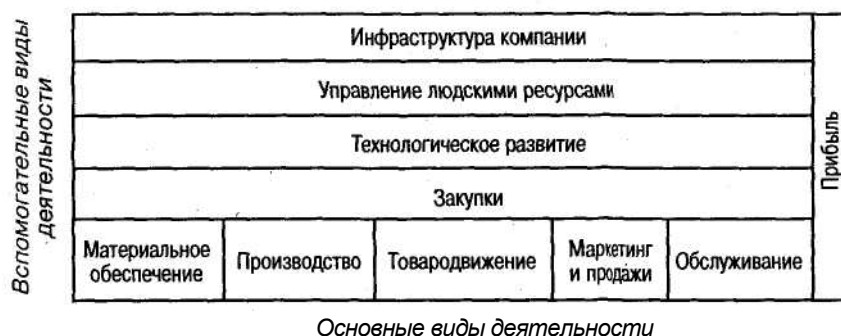 Вспомогательные виды
деятельности
Инфраструктура компании
Управление людскими ресурсами
Технологическое развитие
Закупки
Материальное
обеспечение
Производство
Товародвижение
Маркетинг
и продажи
Обслуживание
Прибыль
Основные виды деятельности